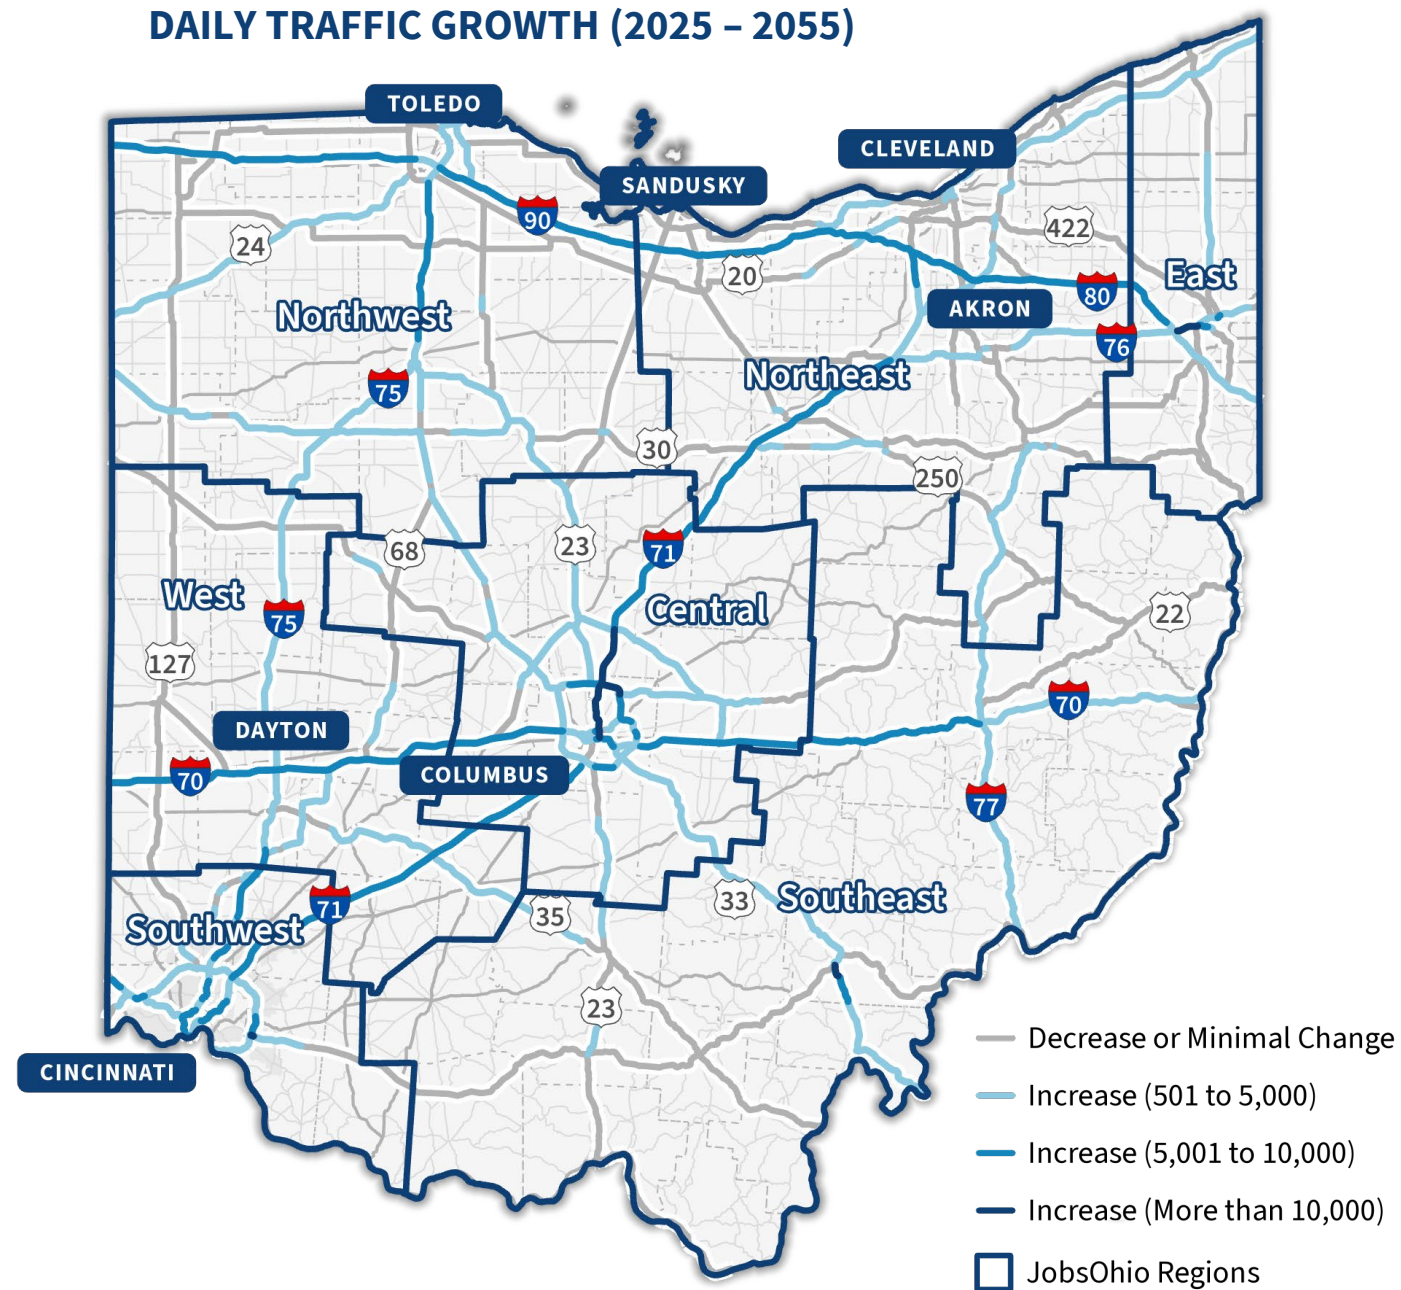 DAILY TRAFFIC GROWTH (2025 – 2055)
TOLEDO
CLEVELAND
SANDUSKY
90
24
422
20
East
80
AKRON
Northwest
76
75
Northeast
30
250
68
23
71
West
75
Central
22
127
70
DAYTON
COLUMBUS
70
77
71
35
33
Southeast
Southwest
23
CINCINNATI
Decrease or Minimal Change
Increase (501 to 5,000)
Increase (5,001 to 10,000)
Increase (More than 10,000)
JobsOhio Regions